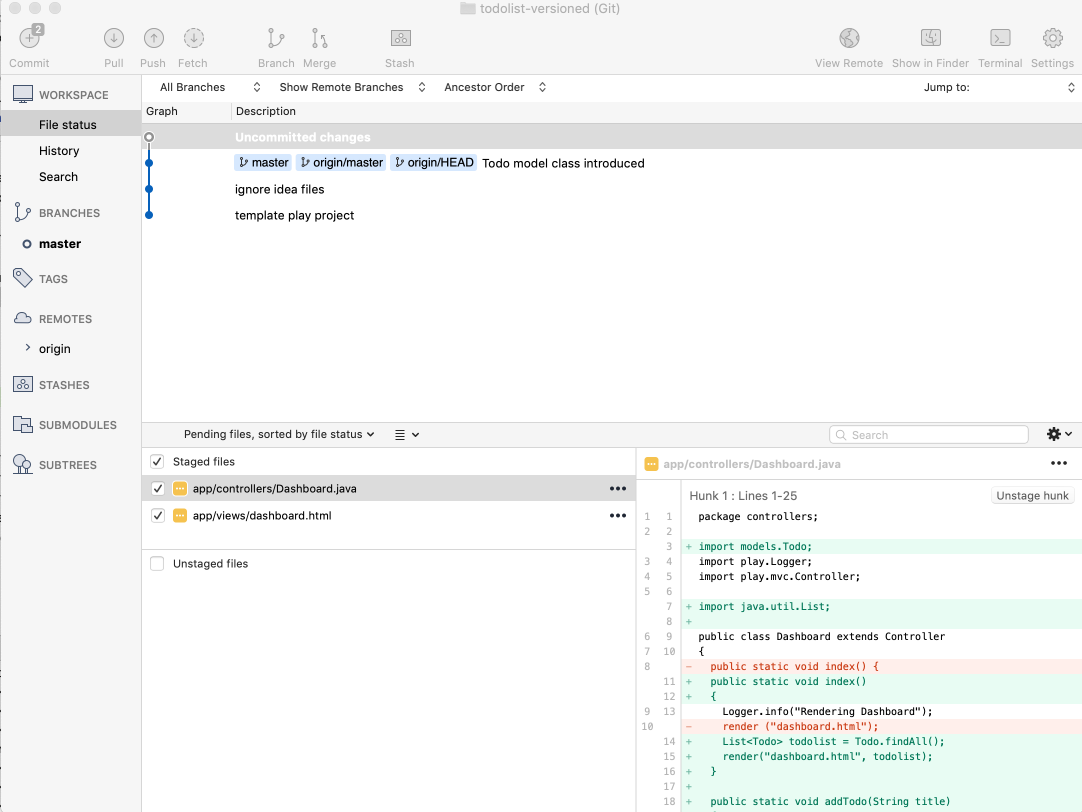 todolist-versioned (Git)
2
Commit
Pull
Push
Fetch
Branch
Merge
Stash
View Remote
Show in Finder
Terminal
Settings
WORKSPACE
File status
History
Search
BRANCHES
master
TAGS
REMOTES
origin
STASHES
SUBMODULES
SUBTREES
All Branches
Show Remote Branches
Ancestor Order
Jump to:
Graph
Description
Uncommitted changes
master origin/master origin/HEAD Todo model class introduced
ignore idea files
template play project
Pending files, sorted by file status
Search
Staged files
app/controllers/Dashboard.java
app/views/dashboard.html
Unstaged files
app/controllers/Dashboard.java
Hunk 1 : Lines 1-25
Unstage hunk
1 1 package controllers;
2 2
3 + import models.Todo;
3 4 import play.Logger;
4 5 import play.mvc.Controller;
5 6
7 + import java.util.List;
8 +
6 9 public class Dashboard extends Controller
7 10 {
8 - public static void index() {
11 + public static void index()
12 + {
9 13 Logger.info("Rendering Dashboard");
10 - render ("dashboard.html");
14 + List<Todo> todolist = Todo.findAll();
15 + render("dashboard.html", todolist);
16 + }
17 +
18 + public static void addTodo(String title)